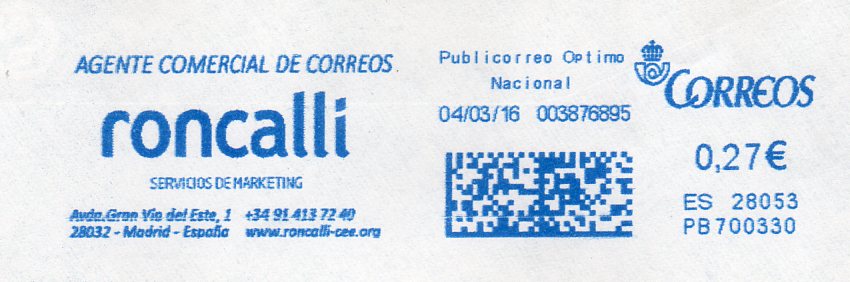 AGENTE COMERCIAL DE CORREOS
roncalli
SERVICIOS DE MARKETING
Avda.Gran Vía del Este, 1 +34 91 413 72 40
28032 - Madrid - España www.roncalli-cee.org
Publicorreo Optimo
Nacional
04/03/16 003876895
CORREOS
0,27€
ES 28053
PB700330